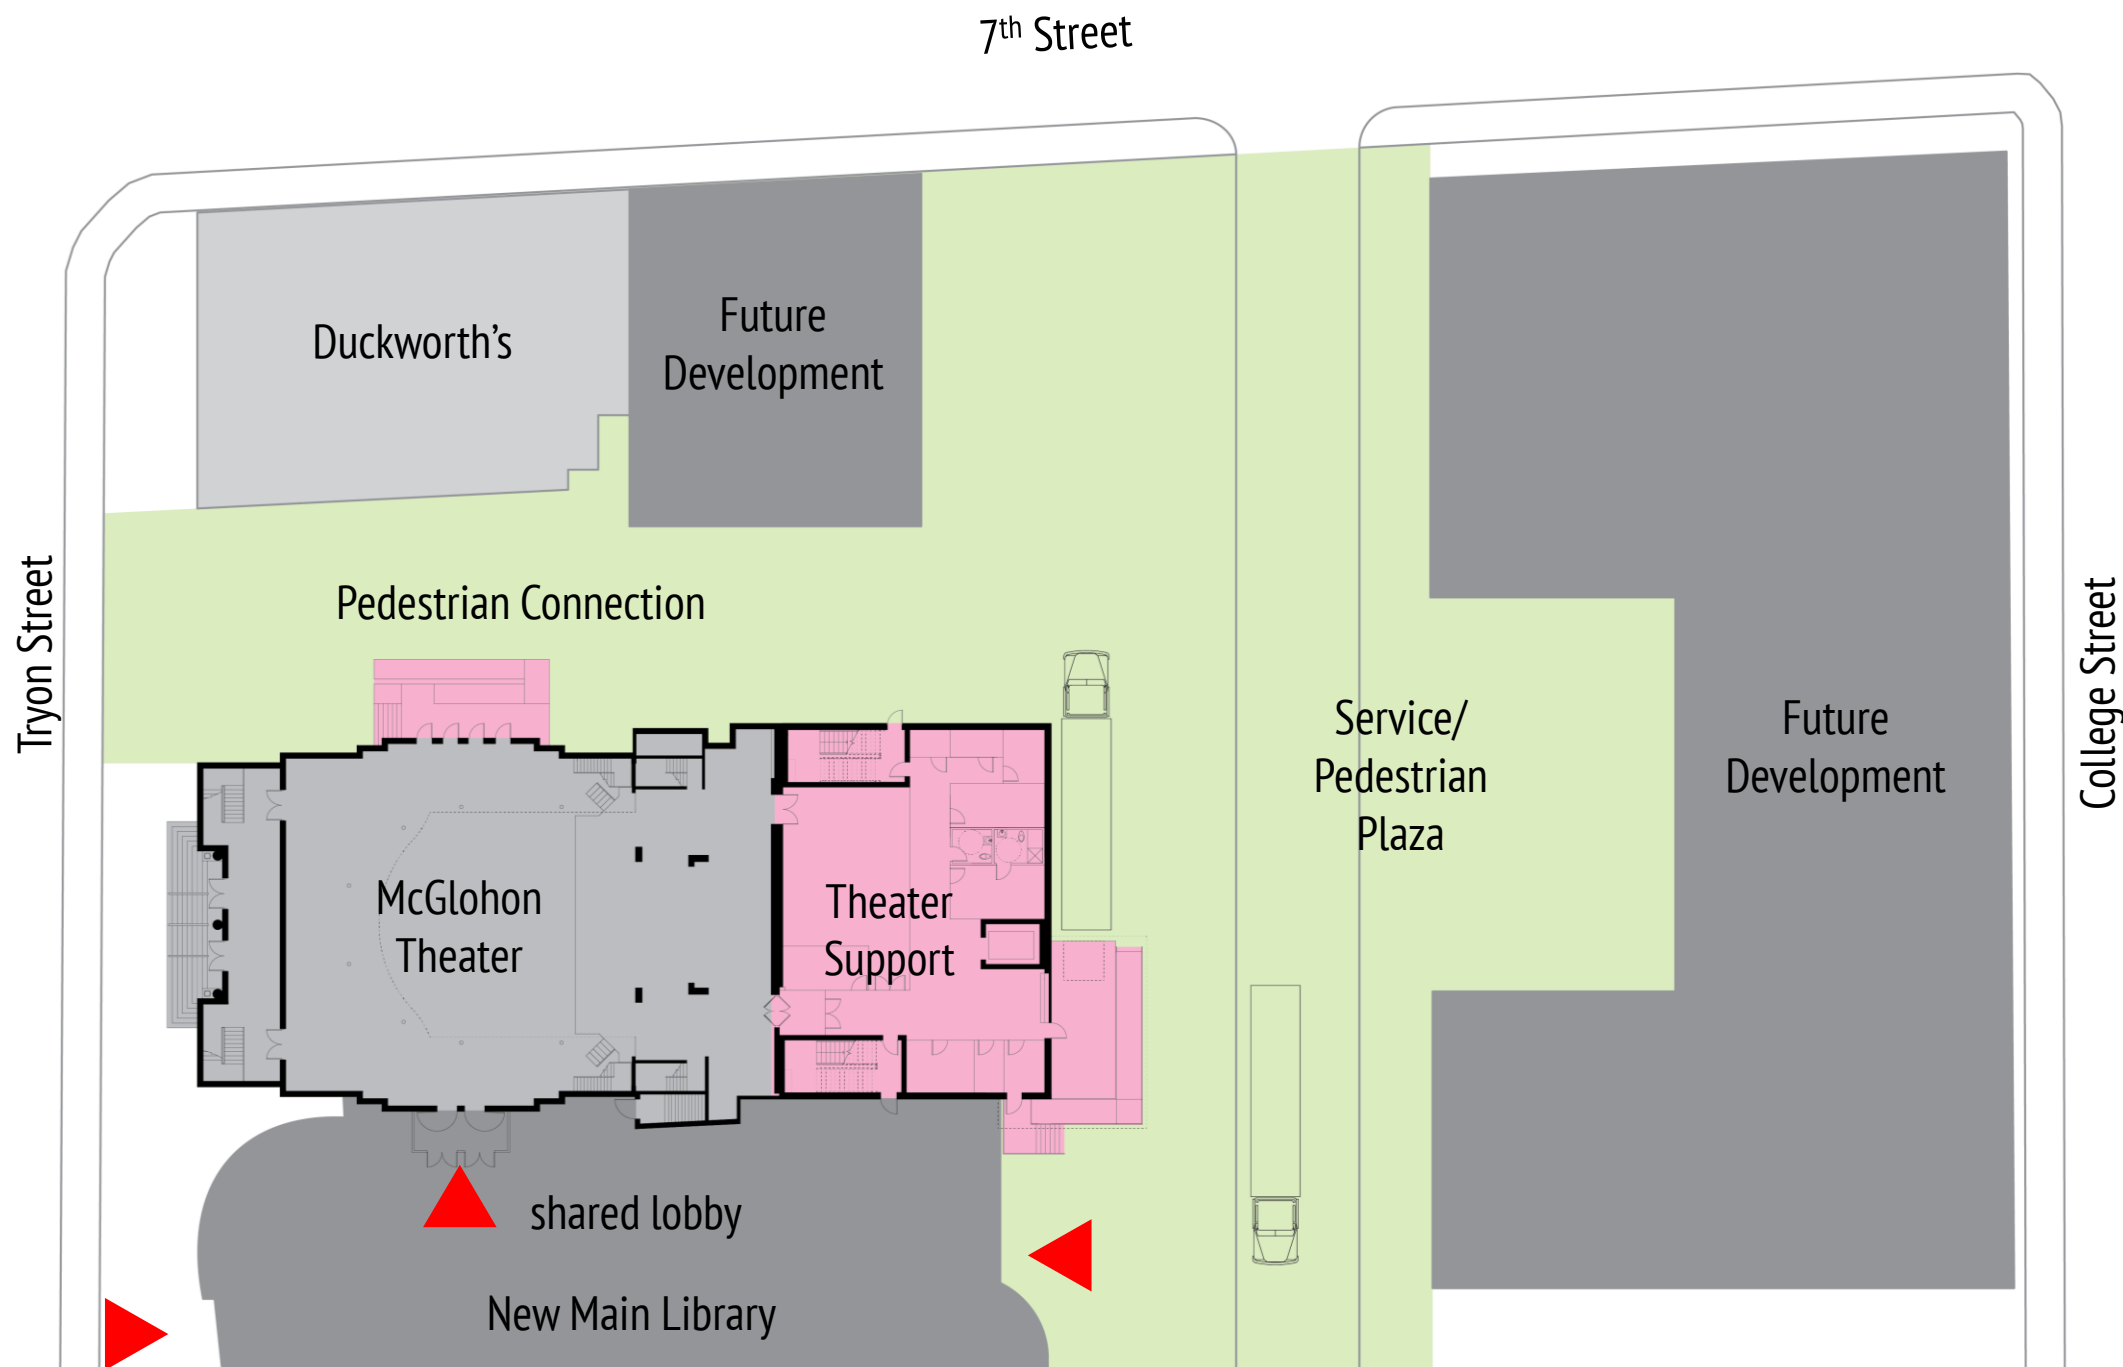 7th Street
Duckworth’s
Future
Development
Tryon Street
Pedestrian Connection
College Street
Service/
Pedestrian
Plaza
Future
Development
McGlohon
Theater
Theater
Support
shared lobby
New Main Library